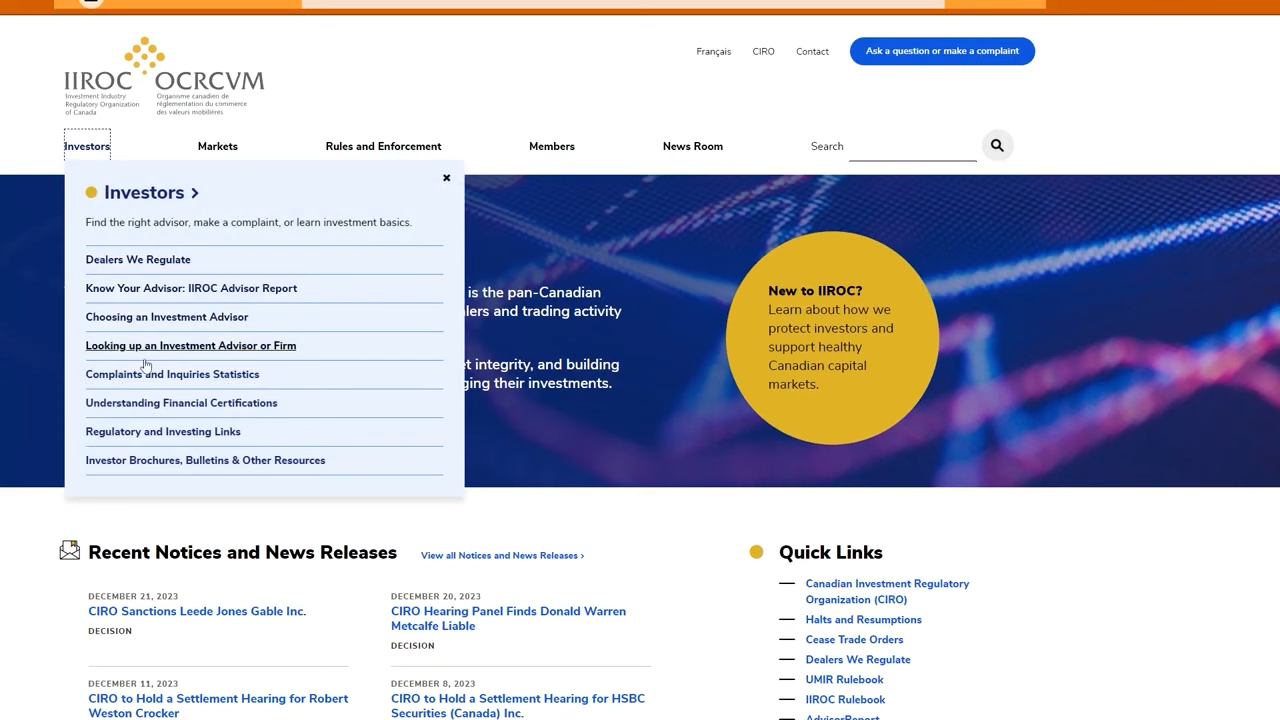 Français
CIRO
Contact
Ask a question or make a complaint
IIROC OCRCVM
Investment Industry
Regulatory Organization
of Canada
Organisme canadien de
réglementation du commerce
des valeurs mobilières
Investors
Markets
Rules and Enforcement
Members
News Room
Search
Investors >
Find the right advisor, make a complaint, or learn investment basics.
Dealers We Regulate
Know Your Advisor: IIROC Advisor Report
Choosing an Investment Advisor
Looking up an Investment Advisor or Firm
Complaints and Inquiries Statistics
Understanding Financial Certifications
Regulatory and Investing Links
Investor Brochures, Bulletins & Other Resources
is the pan-Canadian
lers and trading activity
t integrity, and building
ging their investments.
New to IIROC?
Learn about how we
protect investors and
support healthy
Canadian capital
markets.
Recent Notices and News Releases
View all Notices and News Releases >
DECEMBER 21, 2023
CIRO Sanctions Leede Jones Gable Inc.
DECISION
DECEMBER 20, 2023
CIRO Hearing Panel Finds Donald Warren
Metcalfe Liable
DECISION
DECEMBER 11, 2023
CIRO to Hold a Settlement Hearing for Robert
Weston Crocker
DECEMBER 8, 2023
CIRO to Hold a Settlement Hearing for HSBC
Securities (Canada) Inc.
Quick Links
Canadian Investment Regulatory
Organization (CIRO)
Halts and Resumptions
Cease Trade Orders
Dealers We Regulate
UMIR Rulebook
IIROC Rulebook
AdvisorReport